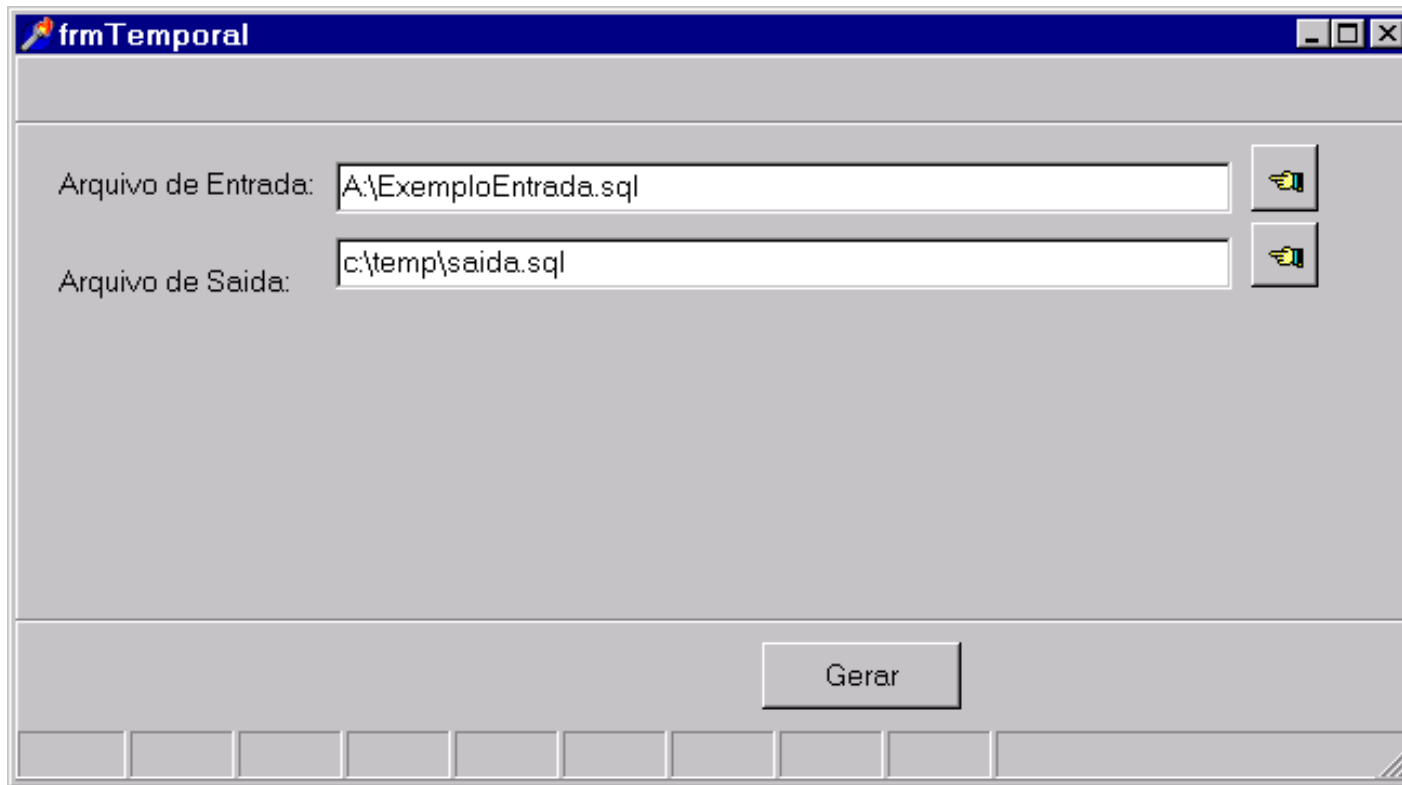 frmTemporal
Arquivo de Entrada: A:\ExemploEntrada.sql
Arquivo de Saida: c:\temp\saida.sql
Gerar